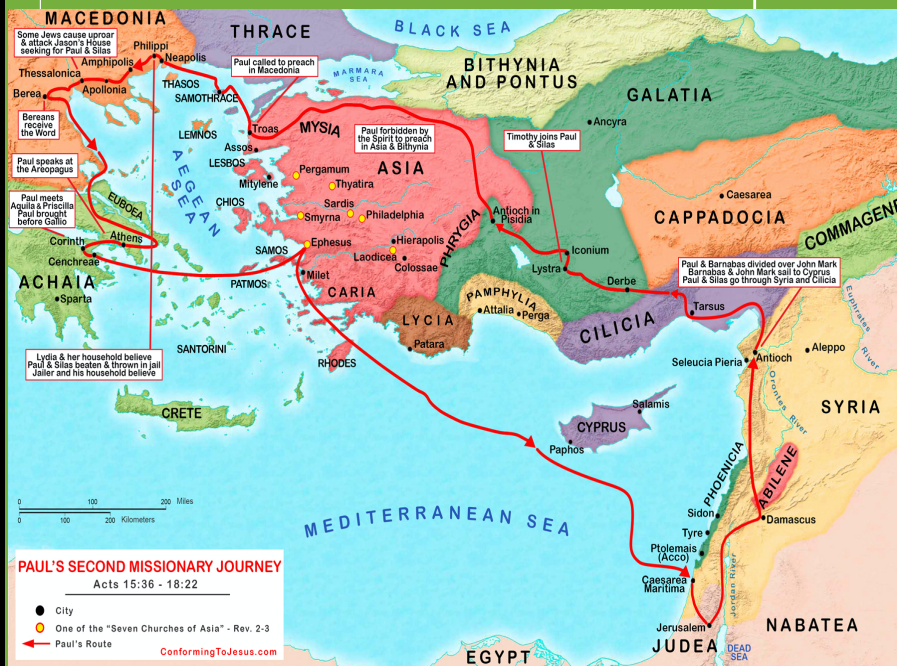 MACEDONIA
THRACE
BLACK SEA
BITHYNIA
AND PONTUS
GALATIA
Some Jews cause uproar
& attack Jason's House
seeking for Paul & Silas
Philippi
Neapolis
Amphipolis
Thessalonica
Apollonia
Berea
THASOS
SAMOTHRACE
Paul called to preach
in Macedonia
MARMARA
SEA
Bereans
receive
the Word
LEMNOS
Troas
MYSIA
Assos
LESBOS
Mitylene
Paul forbidden by
the Spirit to preach
in Asia & Bithynia
Timothy joins Paul
& Silas
Ancyra
ASIA
Pergamum
Thyatira
Paul speaks at
the Areopagus
AEGEAN
SEA
CHIOS
Sardis
Smyrna
Philadelphia
Paul meets
Aquila & Priscilla
Paul brought
before Gallio
EUBOEA
Athens
Corinth
Cenchreae
ACHAIA
Sparta
SAMOS
Ephesus
Hierapolis
Laodicea
Colossae
PHRYGIA
Antioch in
Pisidia
Iconium
Lystra
Derbe
Caesarea
CAPPADOCIA
COMMAGENE
Paul & Barnabas divided over John Mark
Barnabas & John Mark sail to Cyprus
Paul & Silas go through Syria and Cilicia
PATMOS
Milet
CARIA
LYCIA
Patara
PAMPHYLIA
Attalia
Perga
CILICIA
Tarsus
Euphrates
River
Seleucia Pieria
Antioch
Aleppo
Orontes River
SYRIA
Lydia & her household believe
Paul & Silas beaten & thrown in jail
Jailer and his household believe
SANTORINI
RHODES
CRETE
Salamis
CYPRUS
Paphos
PHOENICIA
ABILENE
MEDITERRANEAN SEA
Sidon
Damascus
Tyre
Ptolemais
(Acco)
Caesarea
Maritima
Jordan River
Jerusalem
JUDEA
DEAD
SEA
NABATEA
EGYPT
0 100 200 Miles
0 100 200 Kilometers
PAUL'S SECOND MISSIONARY JOURNEY
Acts 15:36 - 18:22
City
One of the "Seven Churches of Asia" - Rev. 2-3
Paul's Route
ConformingToJesus.com